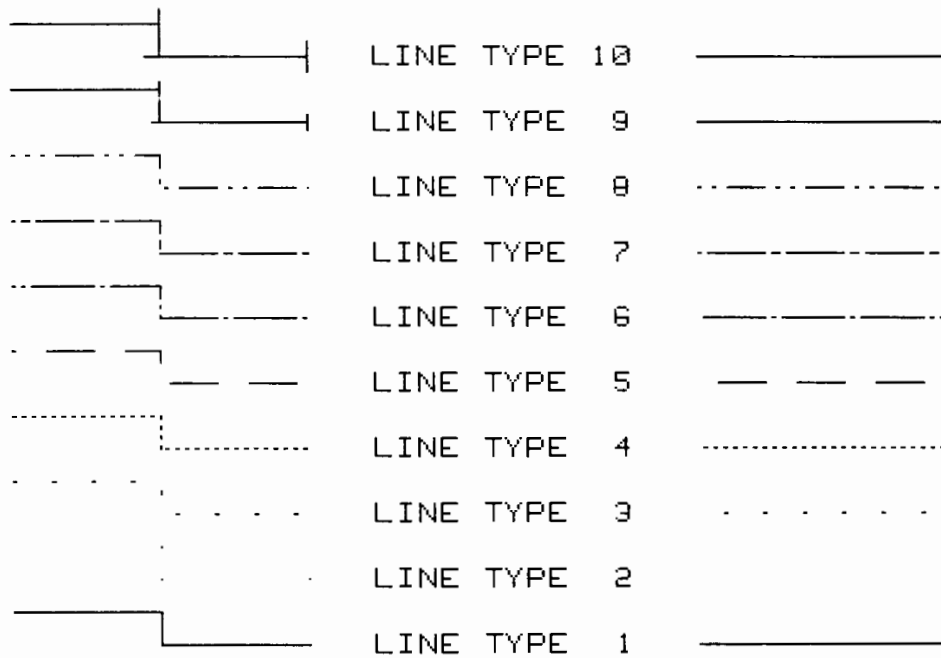 LINE TYPE 10
LINE TYPE 9
LINE TYPE 8
LINE TYPE 7
LINE TYPE 6
LINE TYPE 5
LINE TYPE 4
LINE TYPE 3
LINE TYPE 2
LINE TYPE 1